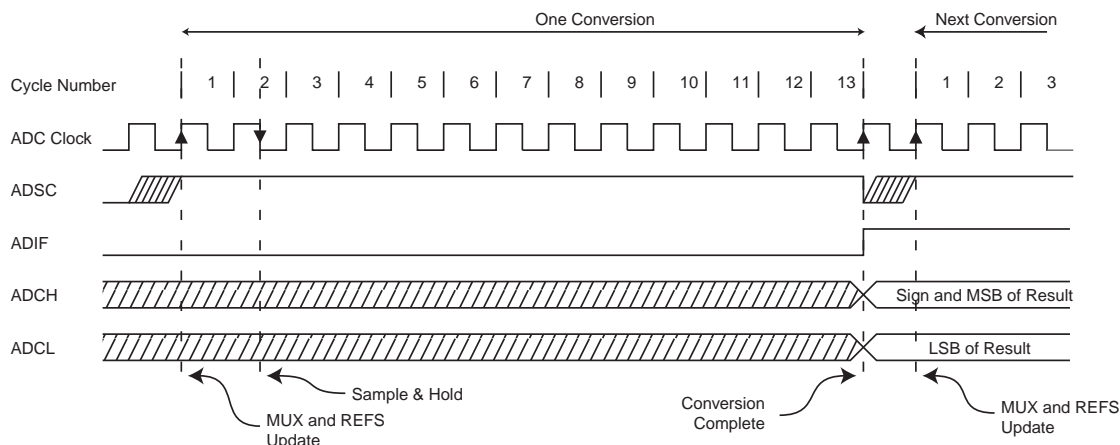 One Conversion Next Conversion
Cycle Number 1 2 3 4 5 6 7 8 9 10 11 12 13 1 2 3
ADC Clock
ADSC
ADIF
ADCH Sign and MSB of Result
ADCL LSB of Result
Sample & Hold
MUX and REFS
Update
Conversion
Complete
MUX and REFS
Update